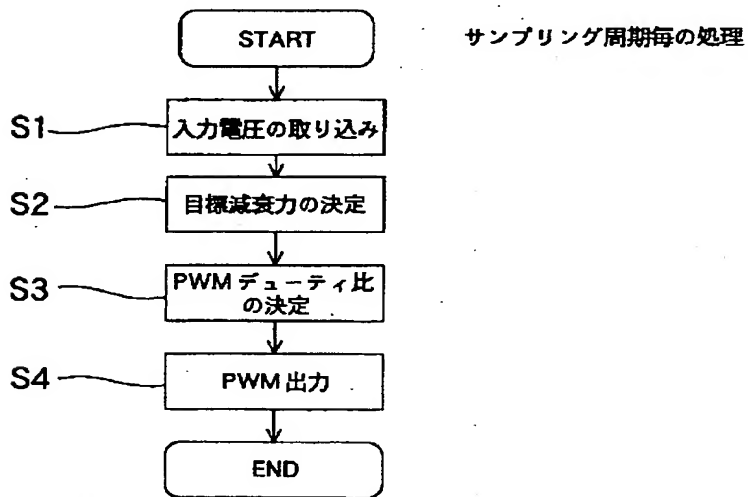 START
サンプリング周期毎の処理
S1
入力電圧の取り込み
S2
目標減衰力の決定
S3
PWM デューティ比
の決定
S4
PWM 出力
END